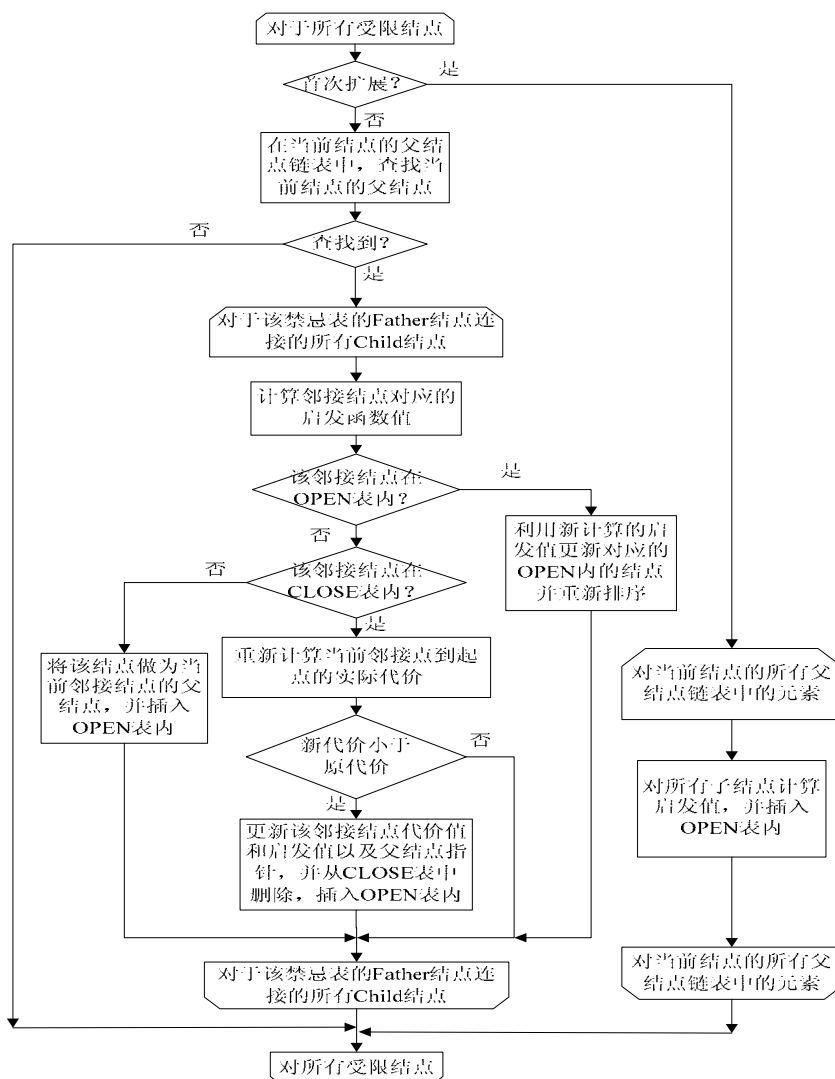 对于所有受限结点
首次扩展?
是
否
在当前结点的父结
点链表中，查找当
前结点的父结点
否
查找到?
是
对于该禁忌表的Father结点连
接的所有Child结点
计算邻接结点对应的
启发函数值
该邻接结点在
OPEN表内?
是
否
利用新计算的启
发值更新对应的
OPEN内的结点
并重新排序
否
该邻接结点在
CLOSE表内?
是
将该结点做为当
前邻接结点的父
结点，并插入
OPEN表内
重新计算当前邻接点到起
点的实际代价
对当前结点的所有父
结点链表中的元素
新代价小于
原代价
否
是
对所有子结点计算
启发值，并插入
OPEN表内
更新该邻接结点代价值
和启发值以及父结点指
针，并从CLOSE表中
删除，插入OPEN表内
对于该禁忌表的Father结点连
接的所有Child结点
对当前结点的所有父
结点链表中的元素
对所有受限结点